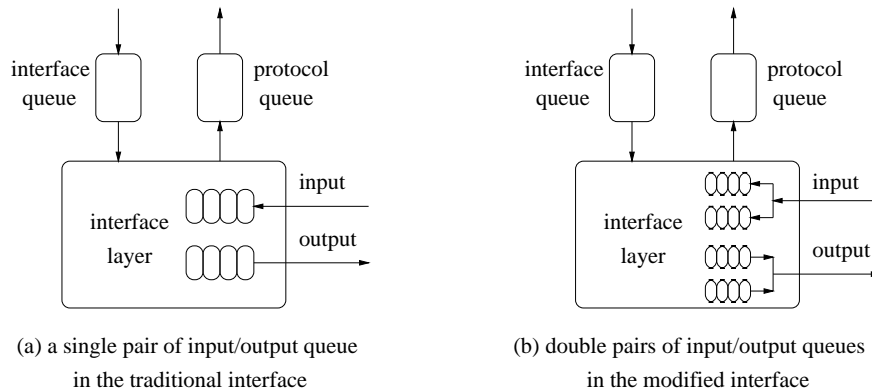 interface
queue
protocol
queue
input
interface
layer
output
(a) a single pair of input/output queue
in the traditional interface
interface
queue
protocol
queue
input
interface
layer
output
(b) double pairs of input/output queues
in the modified interface